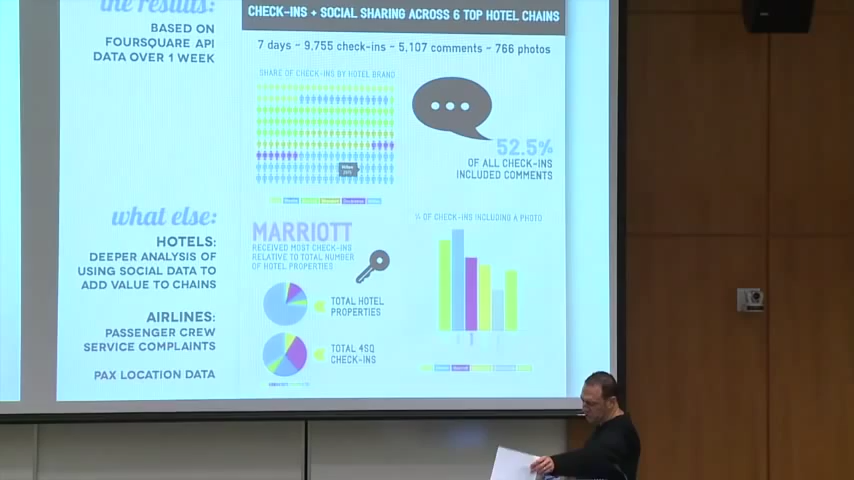 the results:
BASED ON
FOURSQUARE API
DATA OVER 1 WEEK
what else:
HOTELS:
DEEPER ANALYSIS OF
USING SOCIAL DATA TO
ADD VALUE TO CHAINS
AIRLINES:
PASSENGER CREW
SERVICE COMPLAINTS
PAX LOCATION DATA
CHECK-INS + SOCIAL SHARING ACROSS 6 TOP HOTEL CHAINS
7 days - 9,755 check-ins - 5,107 comments - 766 photos
SHARE OF CHECK-INS BY HOTEL BRAND
52.5%
OF ALL CHECK-INS
INCLUDED COMMENTS
MARRIOTT
RECEIVED MOST CHECK-INS
RELATIVE TO TOTAL NUMBER
OF HOTEL PROPERTIES
TOTAL HOTEL
PROPERTIES
TOTAL 4SQ
CHECK-INS
% OF CHECK-INS INCLUDING A PHOTO